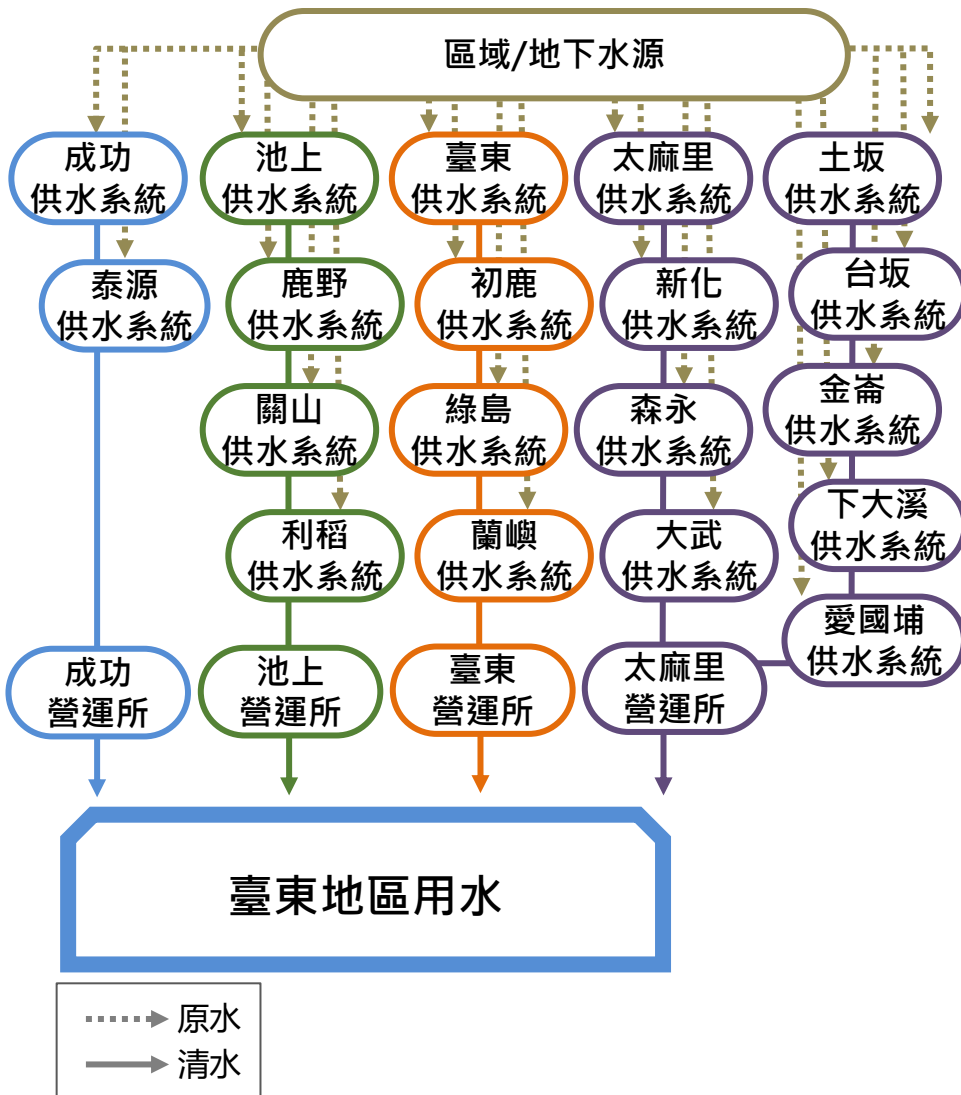 區域/地下水源
成功
供水系統
池上
供水系統
臺東
供水系統
太麻里
供水系統
土坂
供水系統
泰源
供水系統
鹿野
供水系統
初鹿
供水系統
新化
供水系統
台坂
供水系統
關山
供水系統
綠島
供水系統
森永
供水系統
金崙
供水系統
利稻
供水系統
蘭嶼
供水系統
大武
供水系統
下大溪
供水系統
愛國埔
供水系統
成功
營運所
池上
營運所
臺東
營運所
太麻里
營運所
臺東地區用水
原水
清水